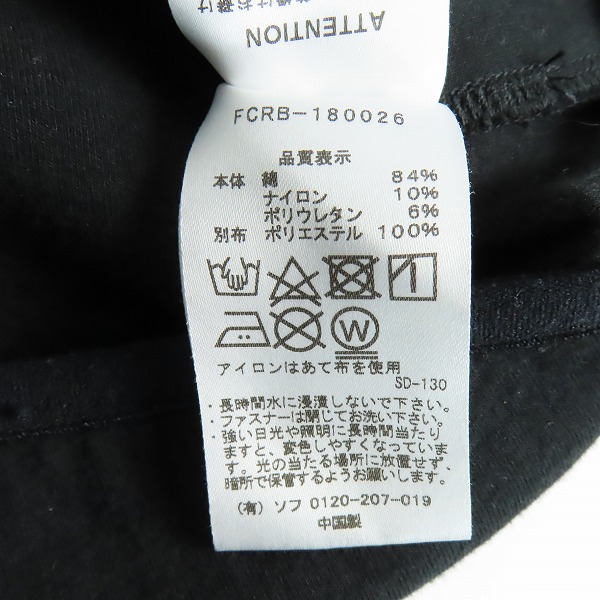 ATTENTION
FCRB-180026
品質表示
本体 綿 84%
ナイロン 10%
ポリウレタン 6%
別布 ポリエステル 100%
W
アイロンはあて布を使用
SD-130
・長時間水に浸漬しないで下さい。
・ファスナーは閉じてお洗い下さい。
・強い日光や照明に長時間当たり
ますと、変色しやすくなっていま
す。光の当たる場所に放置せず、
暗所で保管するようお願いします。
(有) ソフ 0120-207-019
中国製